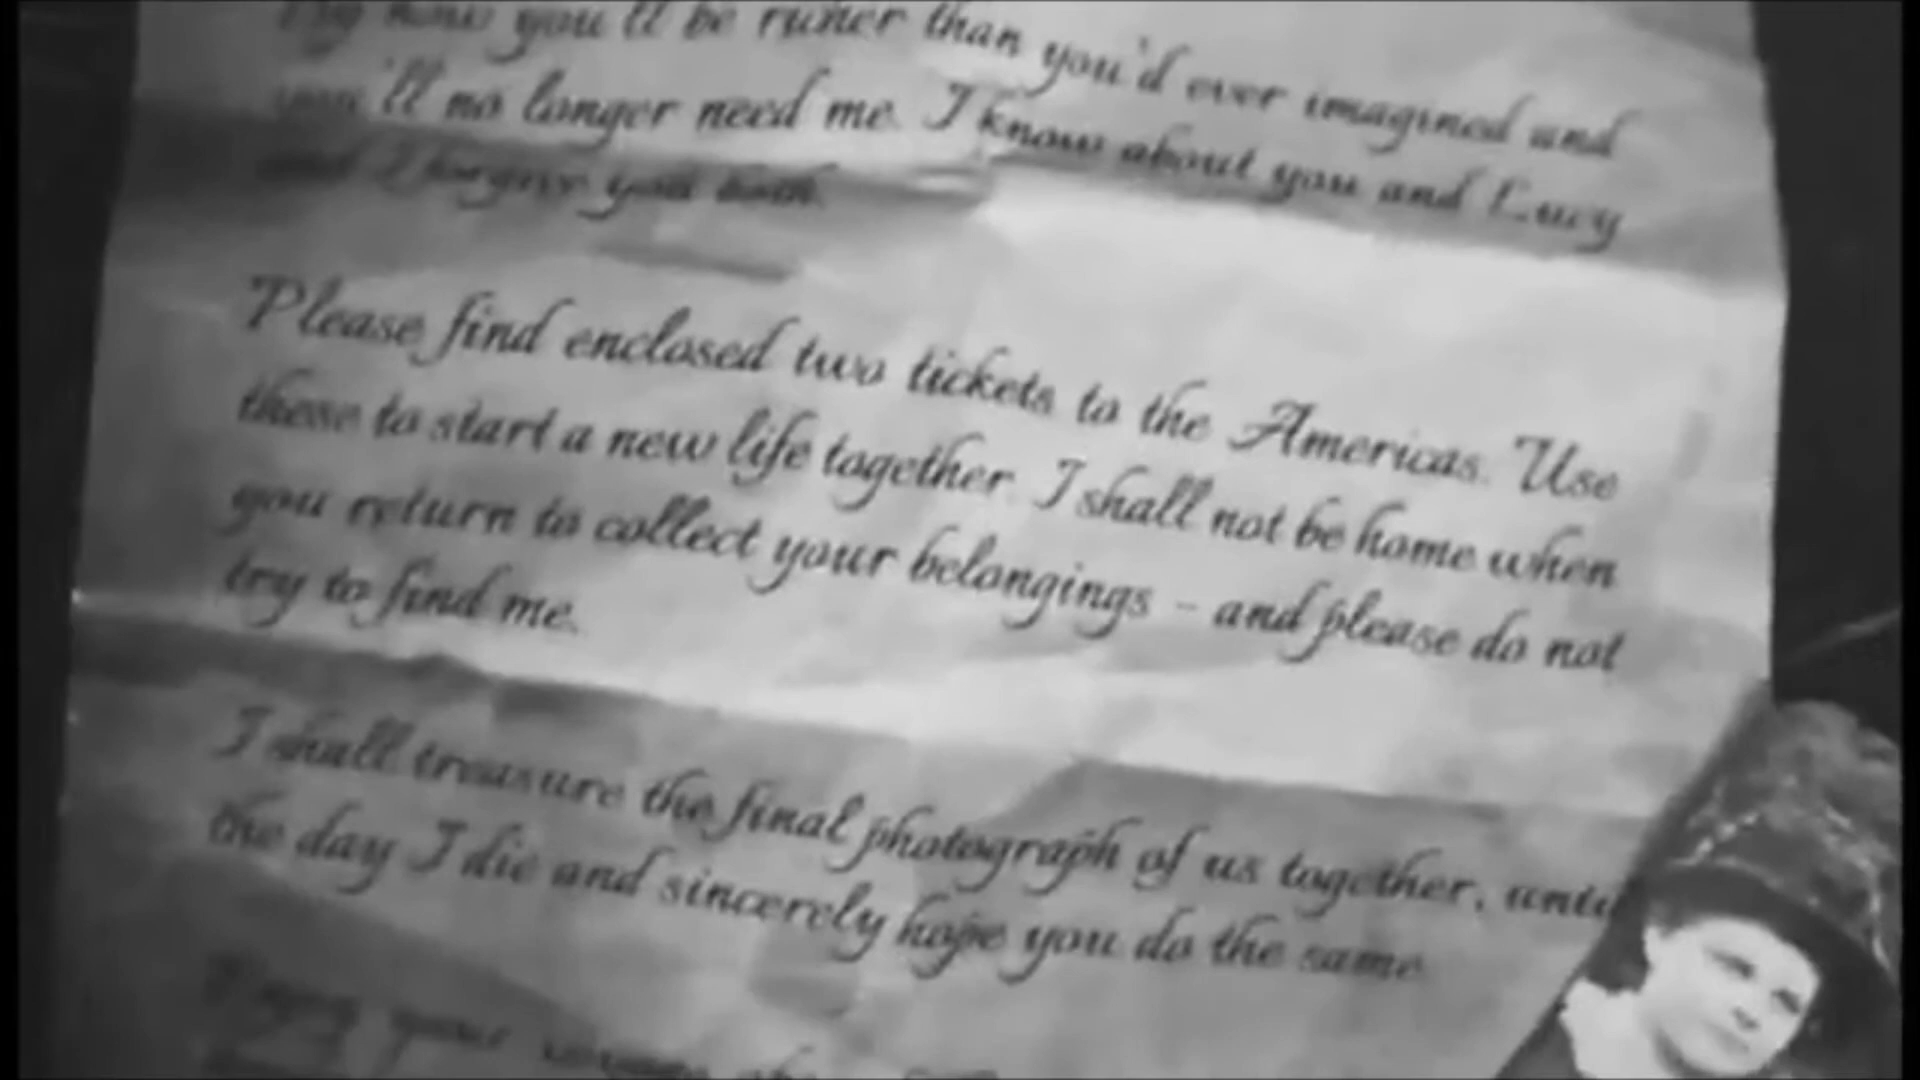 By now you'll be richer than you'd ever imagined and
you'll no longer need me. I know about you and Lucy
and I forgive you both.
Please find enclosed two tickets to the Americas. Use
these to start a new life together. I shall not be home when
you return to collect your belongings - and please do not
try to find me.
I shall treasure the final photograph of us together, until
the day I die and sincerely hope you do the same
Enjoy your